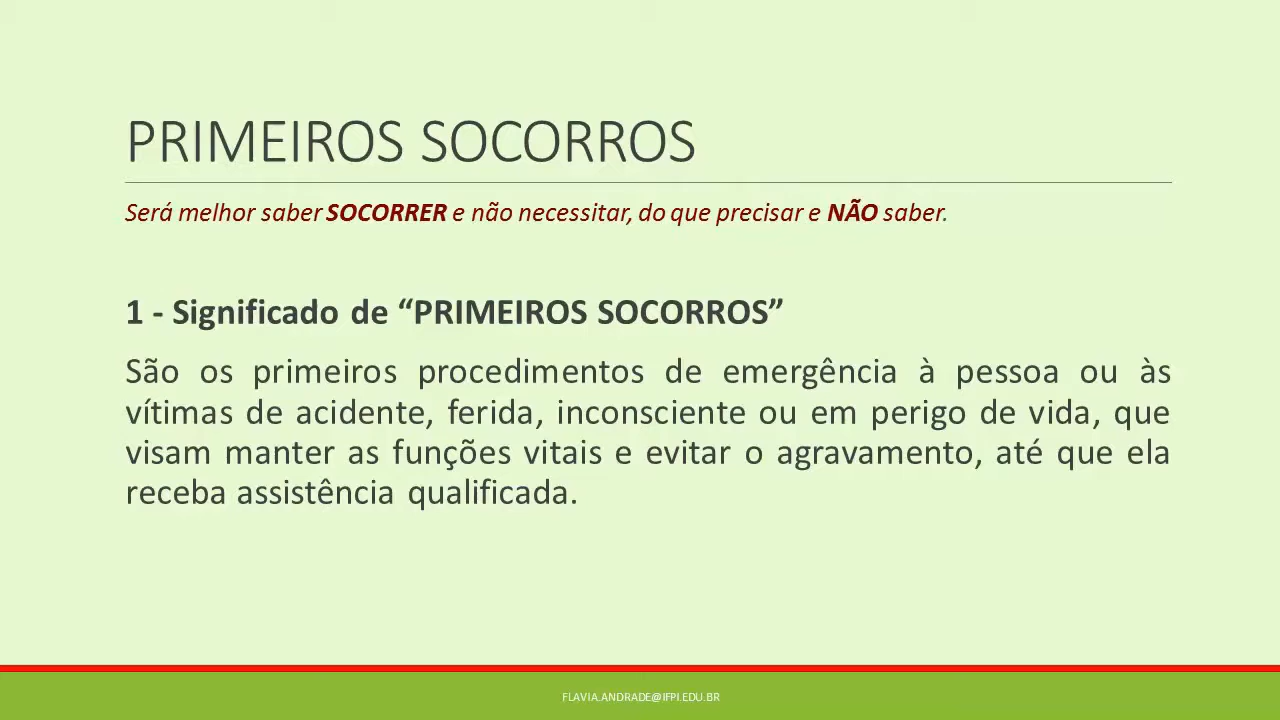 PRIMEIROS SOCORROS
Será melhor saber SOCORRER e não necessitar, do que precisar e NÃO saber.
1 - Significado de “PRIMEIROS SOCORROS”
São os primeiros procedimentos de emergência à pessoa ou às
vítimas de acidente, ferida, inconsciente ou em perigo de vida, que
visam manter as funções vitais e evitar o agravamento, até que ela
receba assistência qualificada.
FLAVIA.ANDRADE@IFPI.EDU.BR